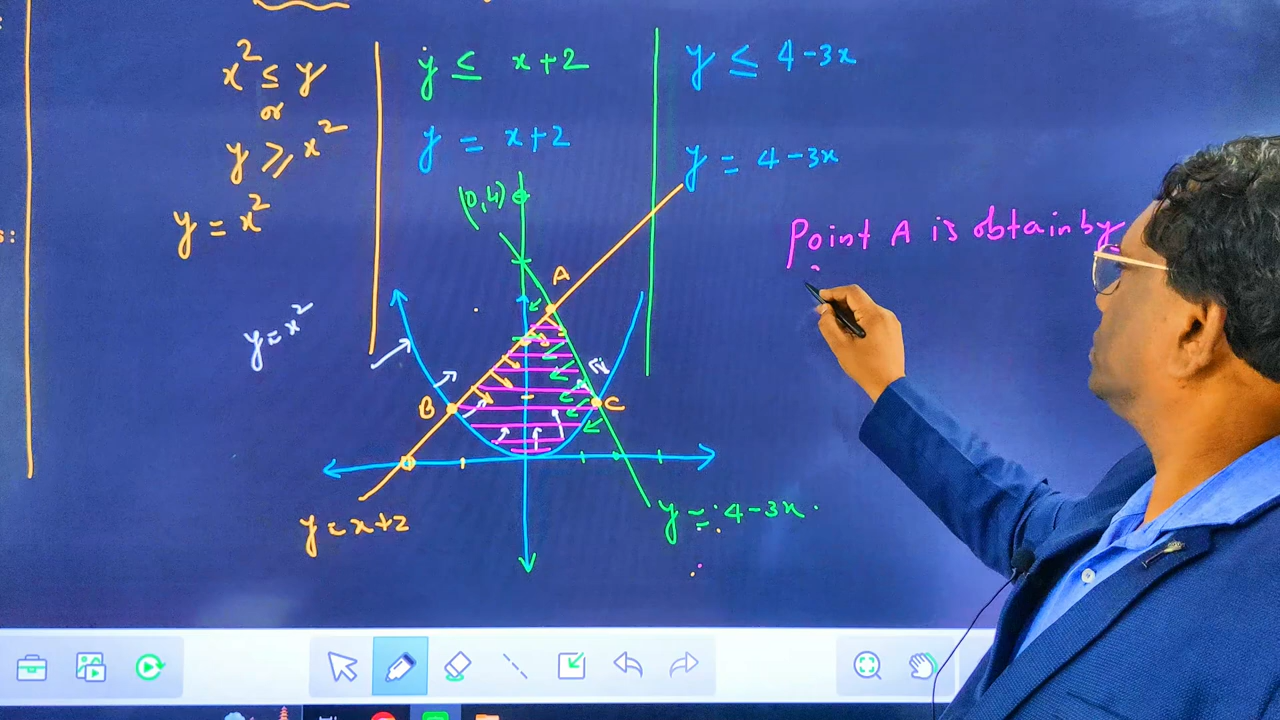 x² ≤ y
or
y ≥ x²
y = x²
y ≤ x+2
y = x+2
y ≤ 4-3x
y = 4-3x
(0,4)
Point A is obtain by
A
y=x²
B
C
y = x+2
y = 4-3x